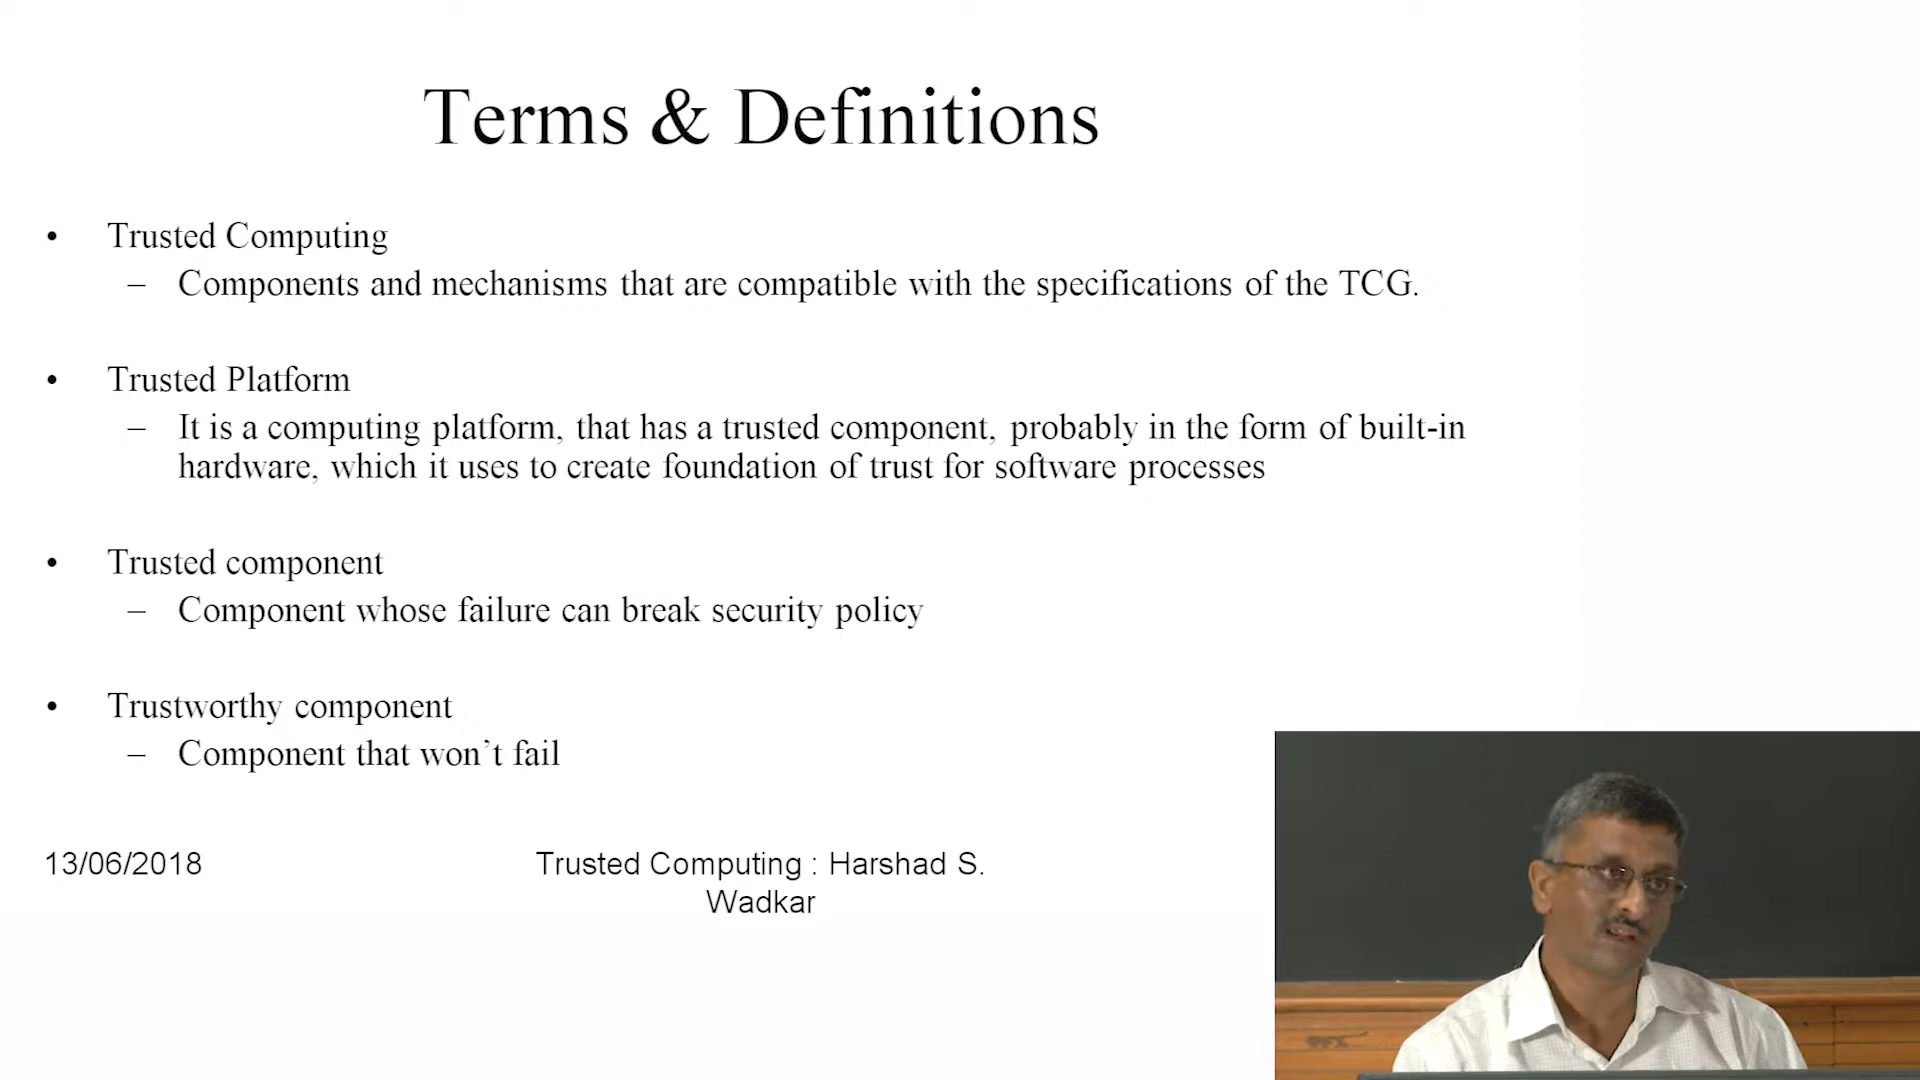 Terms & Definitions
• Trusted Computing
– Components and mechanisms that are compatible with the specifications of the TCG.
• Trusted Platform
– It is a computing platform, that has a trusted component, probably in the form of built-in
hardware, which it uses to create foundation of trust for software processes
• Trusted component
– Component whose failure can break security policy
• Trustworthy component
– Component that won’t fail
13/06/2018
Trusted Computing : Harshad S.
Wadkar